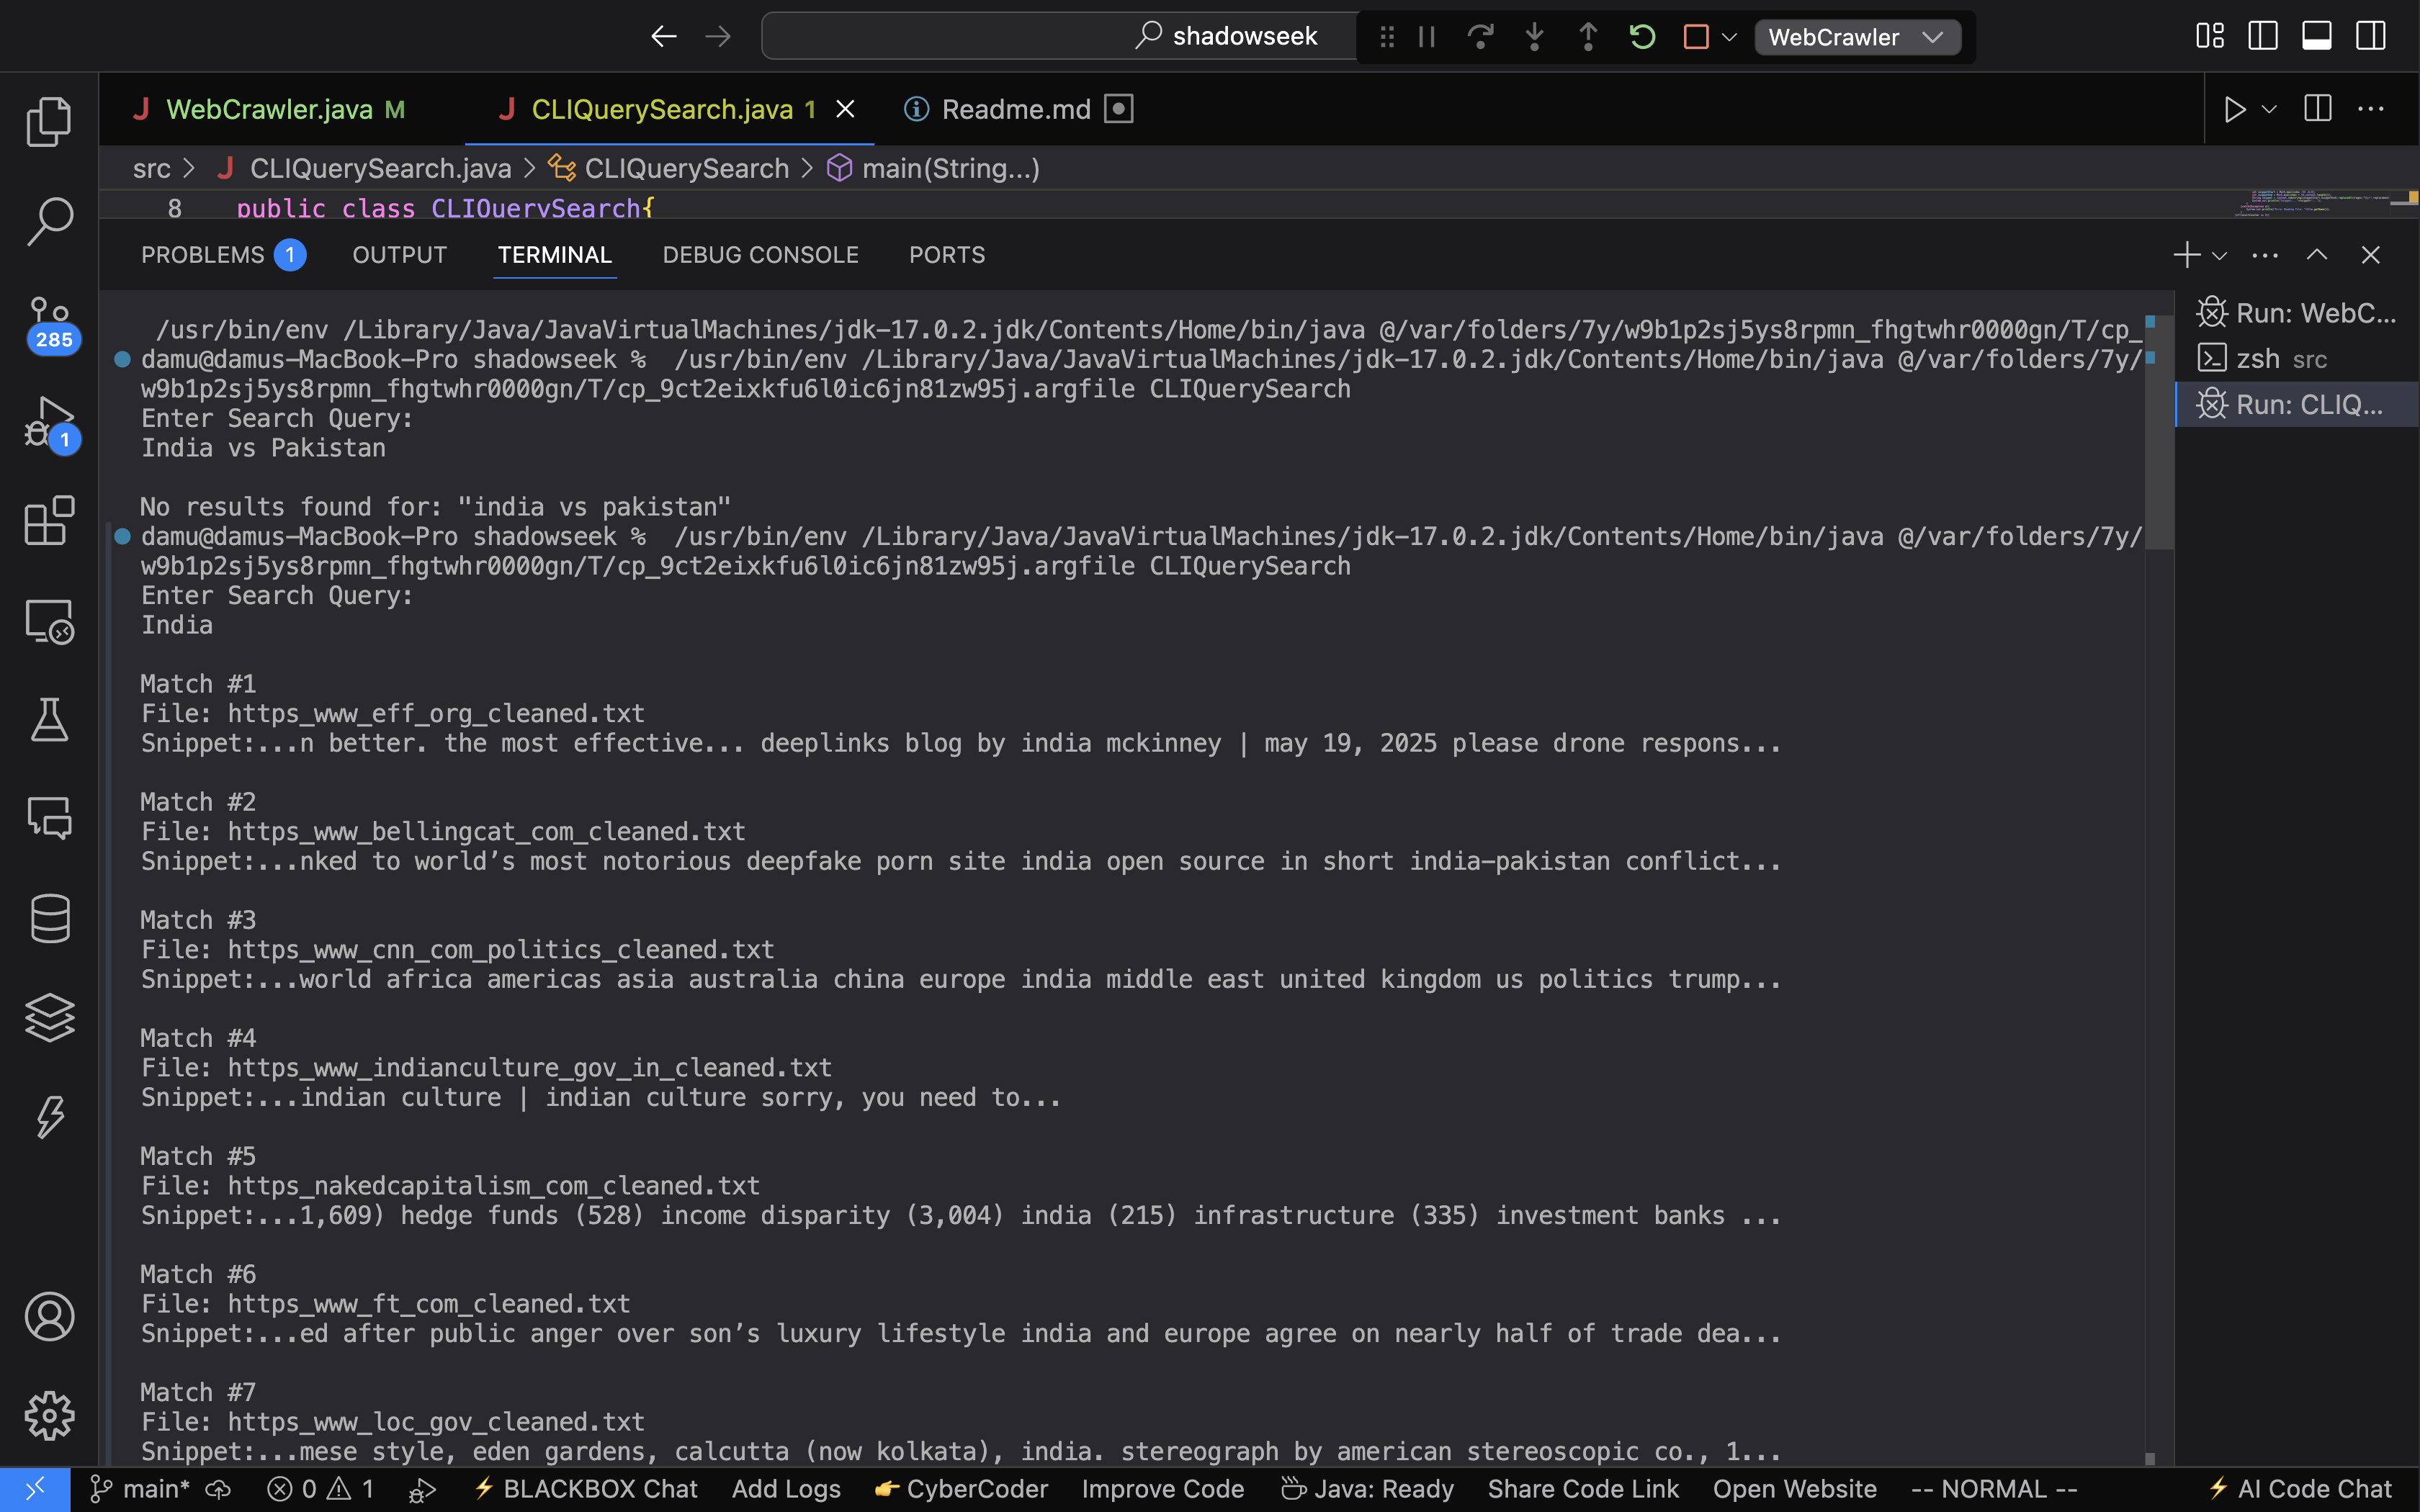 shadowseek
WebCrawler
WebCrawler.java M
CLIQuerySearch.java 1
Readme.md
src > CLIQuerySearch.java > CLIQuerySearch > main(String...)
8 public class CLIQuerySearch{
PROBLEMS 1 OUTPUT TERMINAL DEBUG CONSOLE PORTS
/usr/bin/env /Library/Java/JavaVirtualMachines/jdk-17.0.2.jdk/Contents/Home/bin/java @/var/folders/7y/w9b1p2sj5ys8rpmn_fhgtwhr0000gn/T/cp_
damu@damus-MacBook-Pro shadowseek %  /usr/bin/env /Library/Java/JavaVirtualMachines/jdk-17.0.2.jdk/Contents/Home/bin/java @/var/folders/7y/
w9b1p2sj5ys8rpmn_fhgtwhr0000gn/T/cp_9ct2eixkfu6l0ic6jn81zw95j.argfile CLIQuerySearch
Enter Search Query:
India vs Pakistan
No results found for: "india vs pakistan"
damu@damus-MacBook-Pro shadowseek %  /usr/bin/env /Library/Java/JavaVirtualMachines/jdk-17.0.2.jdk/Contents/Home/bin/java @/var/folders/7y/
w9b1p2sj5ys8rpmn_fhgtwhr0000gn/T/cp_9ct2eixkfu6l0ic6jn81zw95j.argfile CLIQuerySearch
Enter Search Query:
India
Match #1
File: https_www_eff_org_cleaned.txt
Snippet:...n better. the most effective... deeplinks blog by india mckinney | may 19, 2025 please drone respons...
Match #2
File: https_www_bellingcat_com_cleaned.txt
Snippet:...nked to world’s most notorious deepfake porn site india open source in short india-pakistan conflict...
Match #3
File: https_www_cnn_com_politics_cleaned.txt
Snippet:...world africa americas asia australia china europe india middle east united kingdom us politics trump...
Match #4
File: https_www_indianculture_gov_in_cleaned.txt
Snippet:...indian culture | indian culture sorry, you need to...
Match #5
File: https_nakedcapitalism_com_cleaned.txt
Snippet:...1,609) hedge funds (528) income disparity (3,004) india (215) infrastructure (335) investment banks ...
Match #6
File: https_www_ft_com_cleaned.txt
Snippet:...ed after public anger over son’s luxury lifestyle india and europe agree on nearly half of trade dea...
Match #7
File: https_www_loc_gov_cleaned.txt
Snippet:...mese style, eden gardens, calcutta (now kolkata), india. stereograph by american stereoscopic co., 1...
Run: WebC...
zsh src
Run: CLIQ...
285
1
main* 0 1 BLACKBOX Chat Add Logs CyberCoder Improve Code Java: Ready Share Code Link Open Website -- NORMAL -- AI Code Chat